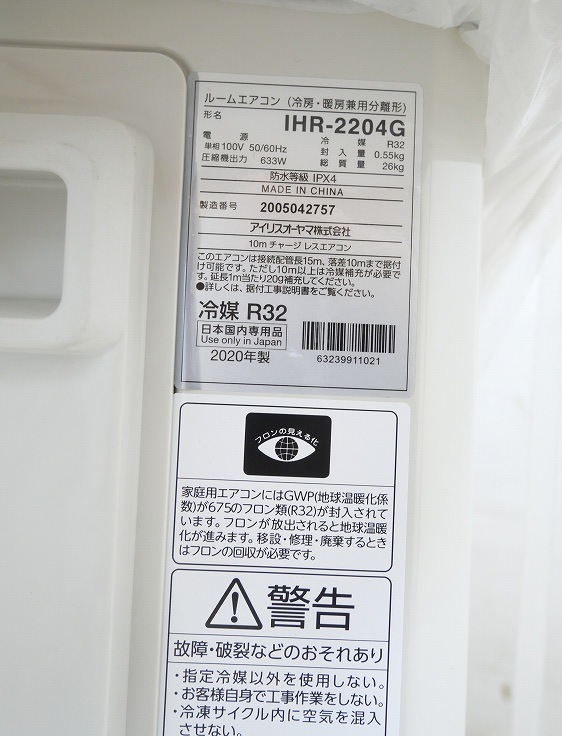 ルームエアコン（冷房・暖房兼用分離形）
形名 IHR-2204G
電源 冷媒 R32
単相100V 50/60Hz 封入量 0.55kg
圧縮機出力 633W 総質量 26kg
防水等級 IPX4
MADE IN CHINA
製造番号 2005042757
アイリスオーヤマ株式会社
10mチャージレスエアコン
このエアコンは接続配管長15m、落差10mまで据付
け可能です。ただし10m以上は冷媒補充が必要で
す。延長1m当たり20g補充してください。
●詳しくは、据付工事説明書をご覧ください。
冷媒 R32
日本国内専用品
Use only in Japan
2020年製
63239911021
フロンの見える化
家庭用エアコンにはGWP(地球温暖化係
数)が675のフロン類(R32)が封入されて
います。フロンが放出されると地球温暖
化が進みます。移設・修理・廃棄するとき
はフロンの回収が必要です。
警告
故障・破裂などのおそれあり
・指定冷媒以外を使用しない。
・お客様自身で工事作業をしない。
・冷凍サイクル内に空気を混入
させない。